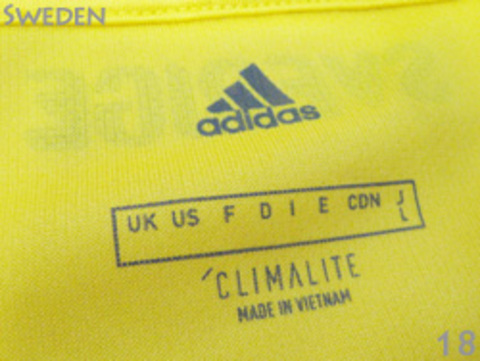 SWEDEN
adidas
UK US F D I E CDN J
L
CLIMALITE
MADE IN VIETNAM
18